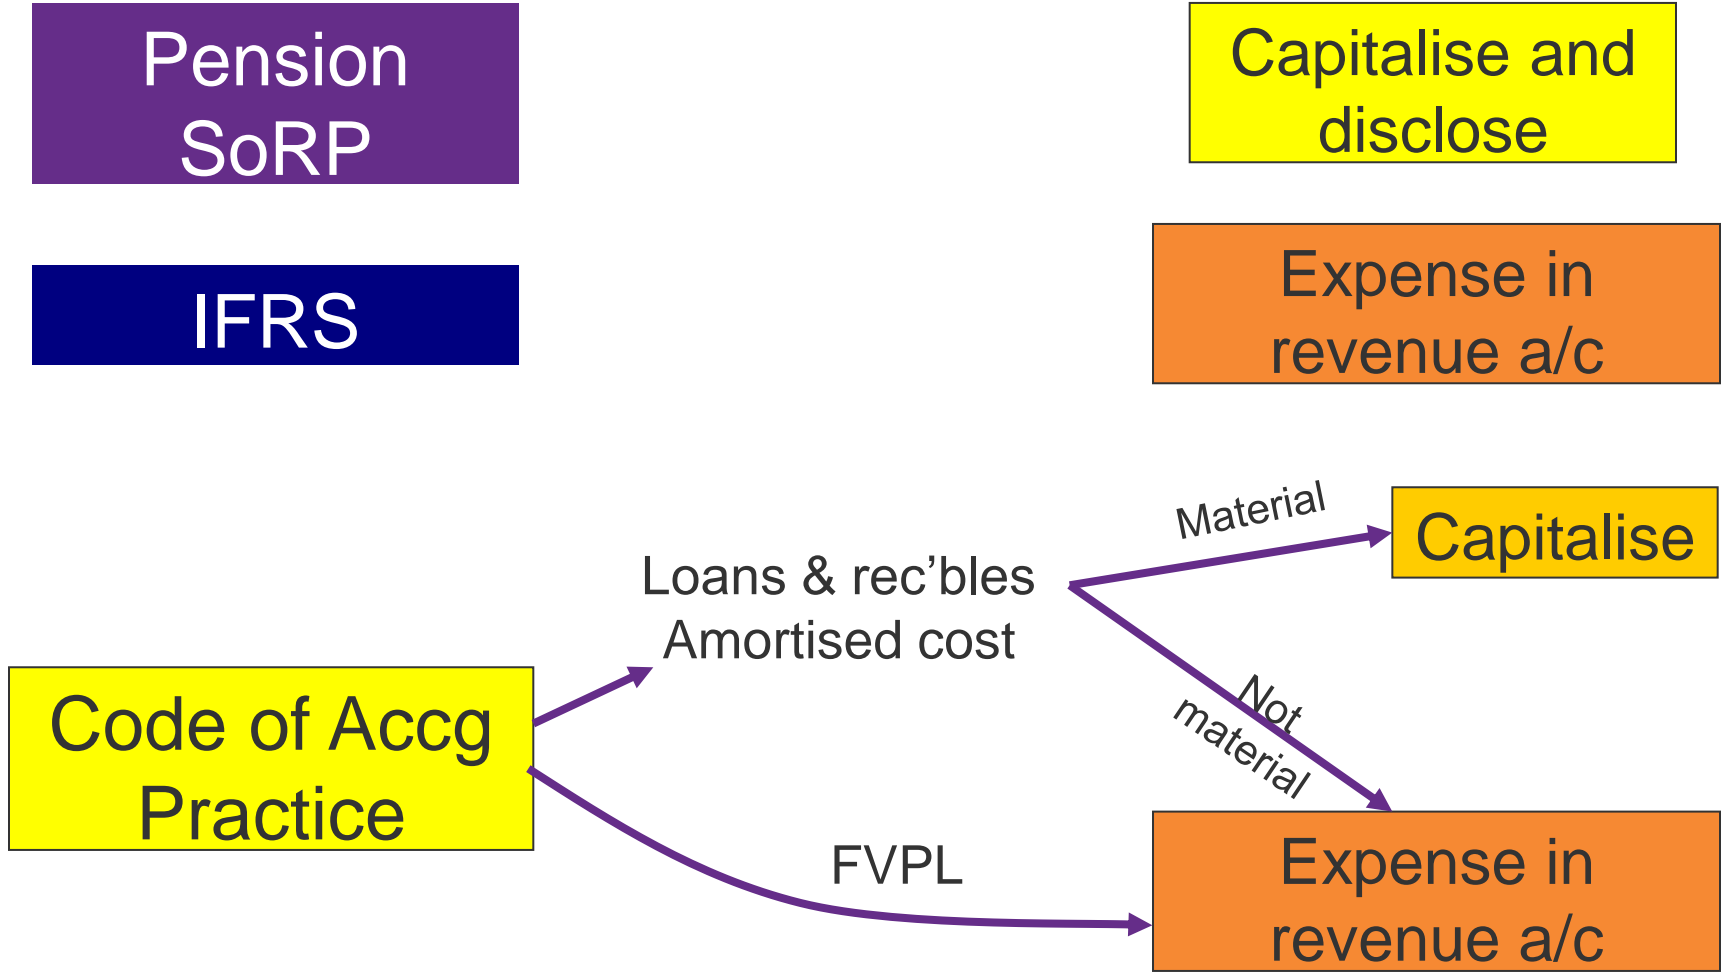 Pension
SoRP
Capitalise and
disclose
IFRS
Expense in
revenue a/c
Material
Capitalise
Loans & rec’bles
Amortised cost
Not
material
Code of Accg
Practice
FVPL
Expense in
revenue a/c